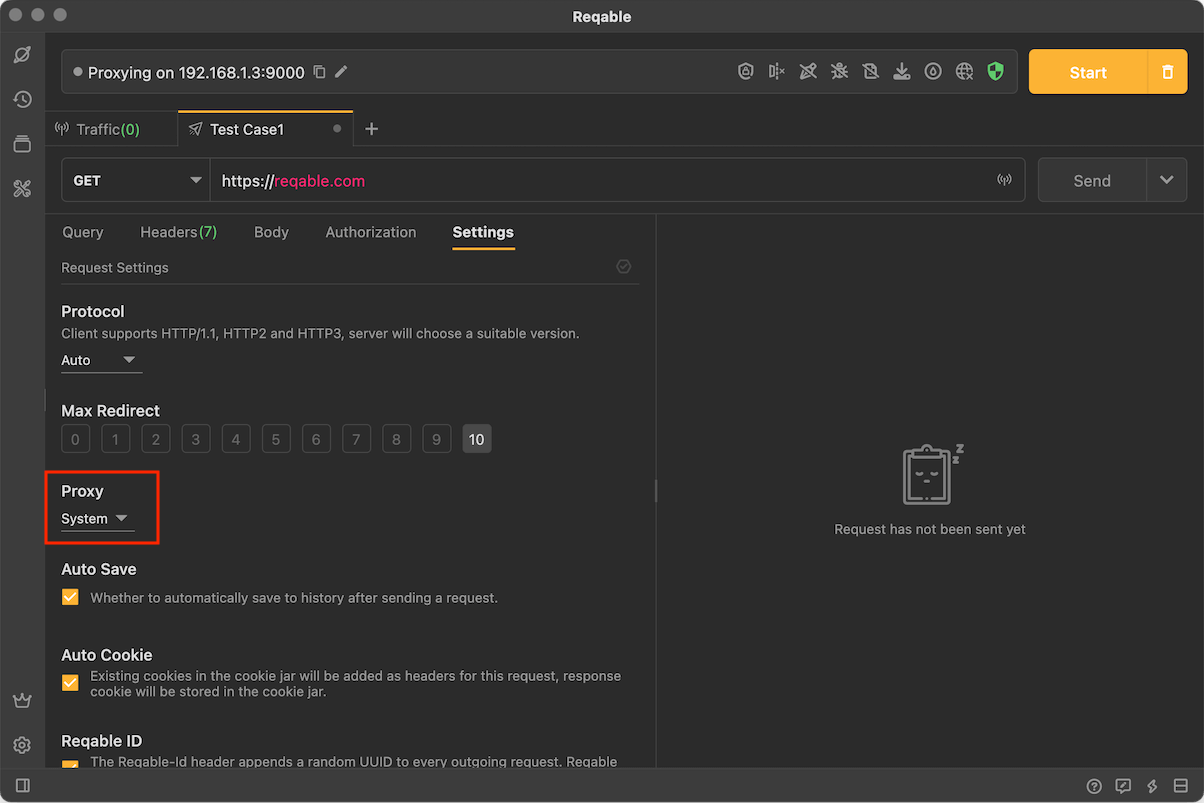 Reqable
Proxying on 192.168.1.3:9000
Start
Traffic(0)
Test Case1
GET
https://reqable.com
Send
Query
Headers(7)
Body
Authorization
Settings
Request Settings
Protocol
Client supports HTTP/1.1, HTTP2 and HTTP3, server will choose a suitable version.
Auto
Max Redirect
0 1 2 3 4 5 6 7 8 9 10
Proxy
System
Auto Save
Whether to automatically save to history after sending a request.
Auto Cookie
Existing cookies in the cookie jar will be added as headers for this request, response
cookie will be stored in the cookie jar.
Reqable ID
The Reqable-Id header appends a random UUID to every outgoing request. Reqable
z
z
Request has not been sent yet